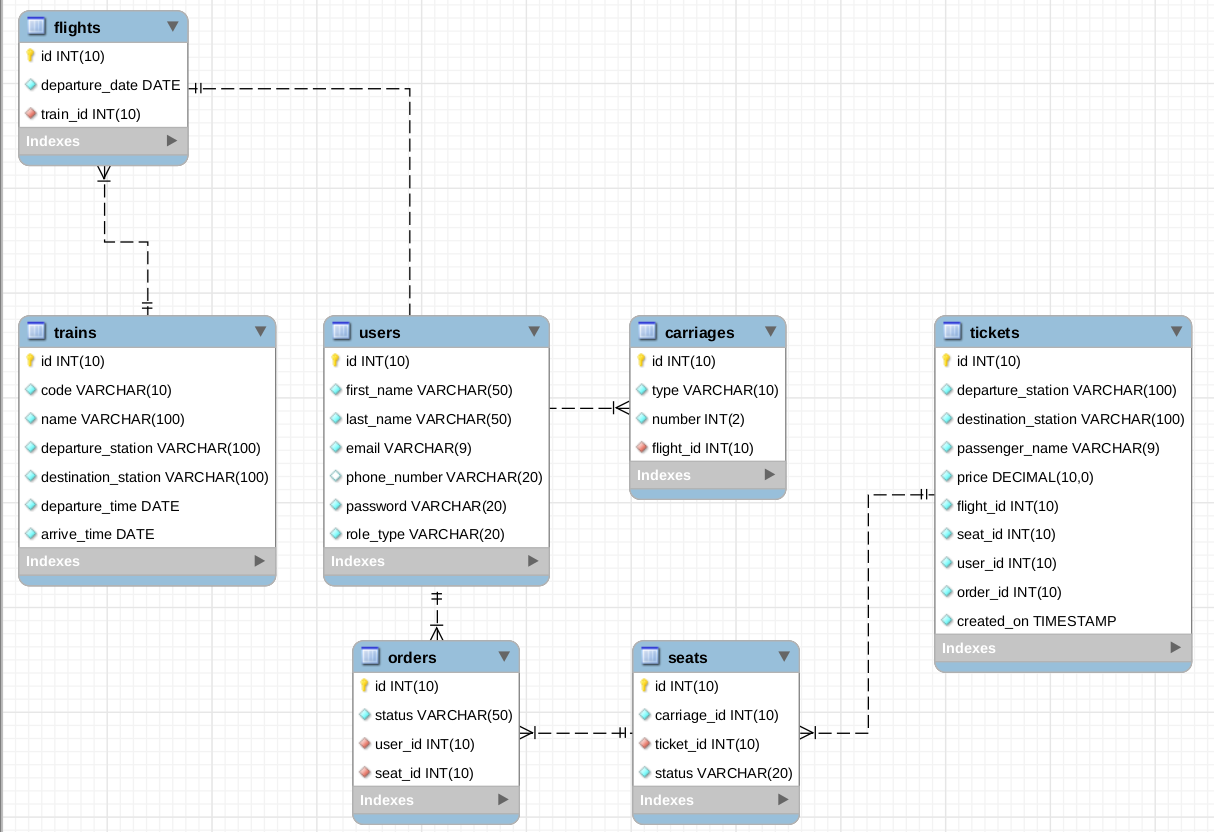 flights
id INT(10)
departure_date DATE
train_id INT(10)
Indexes
trains
id INT(10)
code VARCHAR(10)
name VARCHAR(100)
departure_station VARCHAR(100)
destination_station VARCHAR(100)
departure_time DATE
arrive_time DATE
Indexes
users
id INT(10)
first_name VARCHAR(50)
last_name VARCHAR(50)
email VARCHAR(9)
phone_number VARCHAR(20)
password VARCHAR(20)
role_type VARCHAR(20)
Indexes
carriages
id INT(10)
type VARCHAR(10)
number INT(2)
flight_id INT(10)
Indexes
tickets
id INT(10)
departure_station VARCHAR(100)
destination_station VARCHAR(100)
passenger_name VARCHAR(9)
price DECIMAL(10,0)
flight_id INT(10)
seat_id INT(10)
user_id INT(10)
order_id INT(10)
created_on TIMESTAMP
Indexes
orders
id INT(10)
status VARCHAR(50)
user_id INT(10)
seat_id INT(10)
Indexes
seats
id INT(10)
carriage_id INT(10)
ticket_id INT(10)
status VARCHAR(20)
Indexes